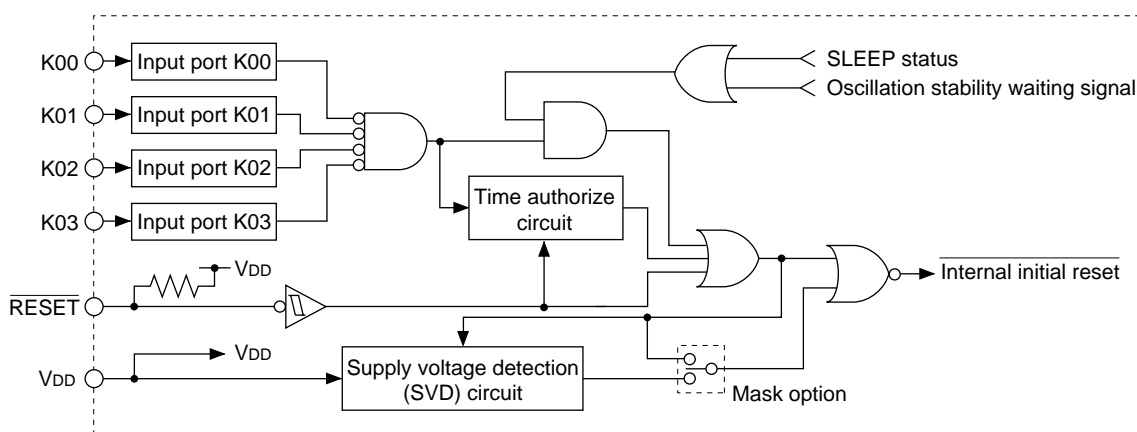 K00
Input port K00
SLEEP status
Oscillation stability waiting signal
K01
Input port K01
K02
Input port K02
K03
Input port K03
Time authorize
circuit
VDD
Internal initial reset
RESET
VDD
VDD
Supply voltage detection
(SVD) circuit
Mask option